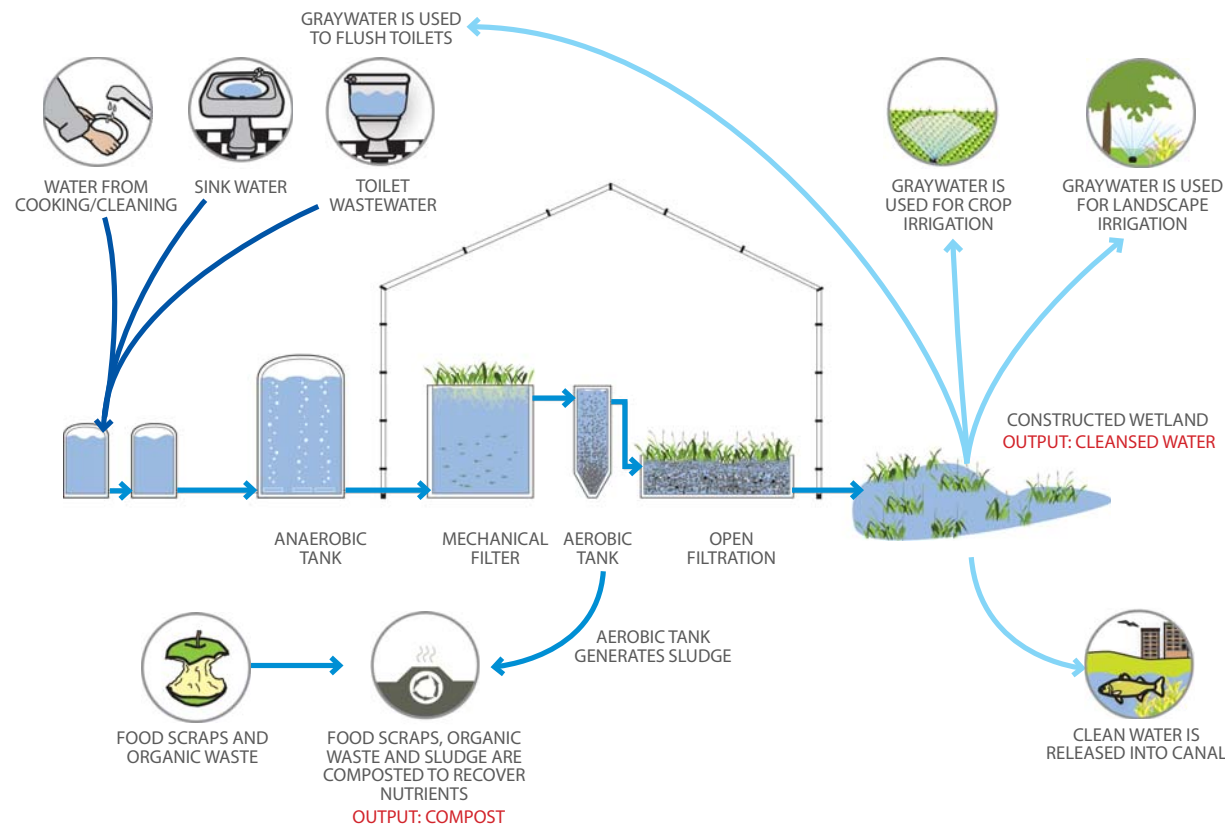 GRAYWATER IS USED
TO FLUSH TOILETS
WATER FROM
COOKING/CLEANING
SINK WATER
TOILET
WASTEWATER
GRAYWATER IS
USED FOR CROP
IRRIGATION
GRAYWATER IS USED
FOR LANDSCAPE
IRRIGATION
CONSTRUCTED WETLAND
OUTPUT: CLEANSED WATER
ANAEROBIC
TANK
MECHANICAL
FILTER
AEROBIC
TANK
OPEN
FILTRATION
AEROBIC TANK
GENERATES SLUDGE
FOOD SCRAPS AND
ORGANIC WASTE
FOOD SCRAPS, ORGANIC
WASTE AND SLUDGE ARE
COMPOSTED TO RECOVER
NUTRIENTS
OUTPUT: COMPOST
CLEAN WATER IS
RELEASED INTO CANAL